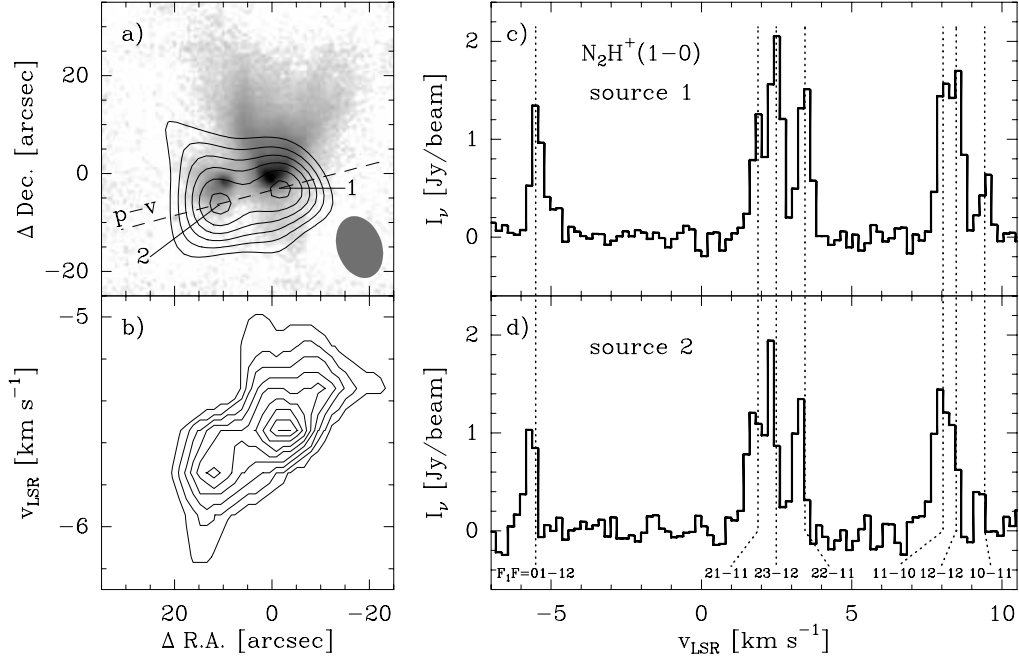 a)
20
0
−20
Δ Dec. [arcsec]
p−v
1
2
b)
−5
−6
v_LSR [km s⁻¹]
20
0
−20
Δ R.A. [arcsec]
c)
N₂H⁺(1−0)
source 1
2
1
0
I_ν [Jy/beam]
d)
source 2
2
1
0
I_ν [Jy/beam]
F₁F=01−12
21−11
23−12
22−11
11−10
12−12
10−11
−5
0
5
10
v_LSR [km s⁻¹]